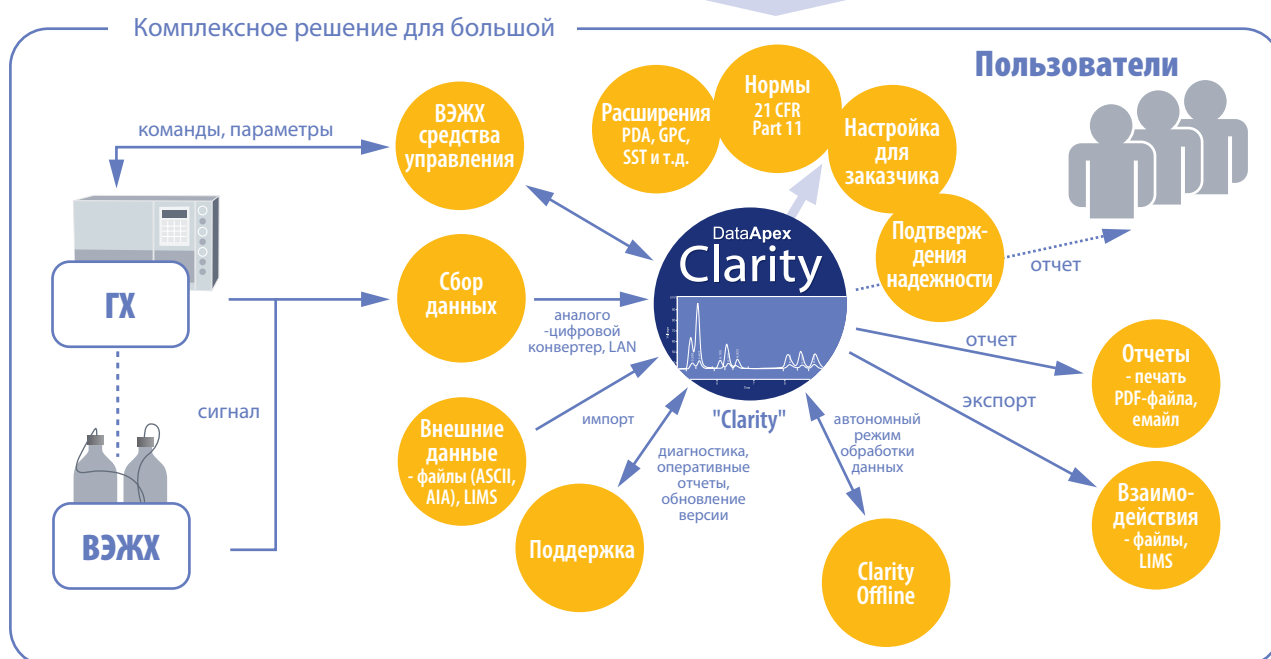 Комплексное решение для большой
Пользователи
команды, параметры
ВЭЖХ
средства
управления
Расширения
PDA, GPC,
SST и т.д.
Нормы
21 CFR
Part 11
Настройка
для
заказчика
Подтверж-
дения
надежности
отчет
ГХ
сигнал
ВЭЖХ
Сбор
данных
аналого
-цифровой
конвертер, LAN
DataApex
Clarity
"Clarity"
Внешние
данные
- файлы (ASCII,
AIA), LIMS
импорт
Поддержка
диагностика,
оперативные
отчеты,
обновление
версии
автономный
режим
обработки
данных
Clarity
Offline
отчет
Отчеты
- печать
PDF-файла,
емайл
экспорт
Взаимо-
действия
- файлы,
LIMS